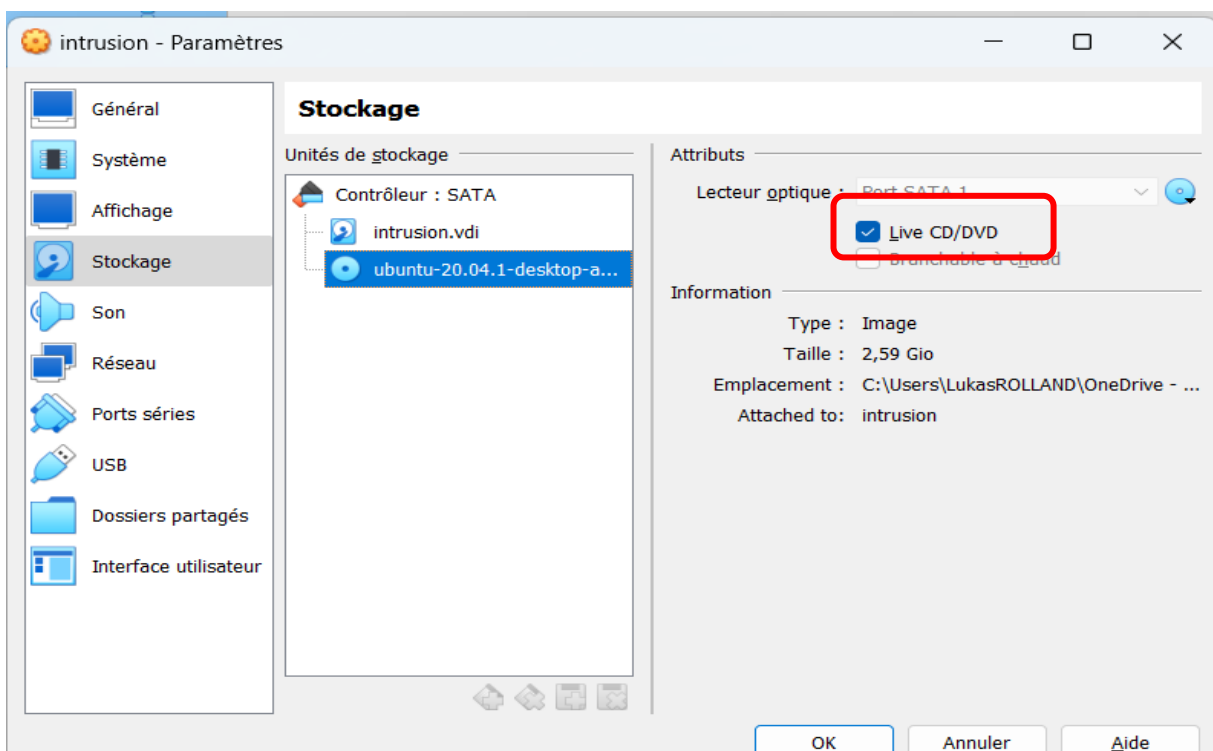 intrusion - Paramètres
Général
Système
Affichage
Stockage
Son
Réseau
Ports séries
USB
Dossiers partagés
Interface utilisateur
Stockage
Unités de stockage
Contrôleur : SATA
intrusion.vdi
ubuntu-20.04.1-desktop-a...
Attributs
Lecteur optique : Port SATA 1
Live CD/DVD
Branchable à chaud
Information
Type : Image
Taille : 2,59 Gio
Emplacement : C:\Users\LukasROLLAND\OneDrive - ...
Attached to: intrusion
OK Annuler Aide